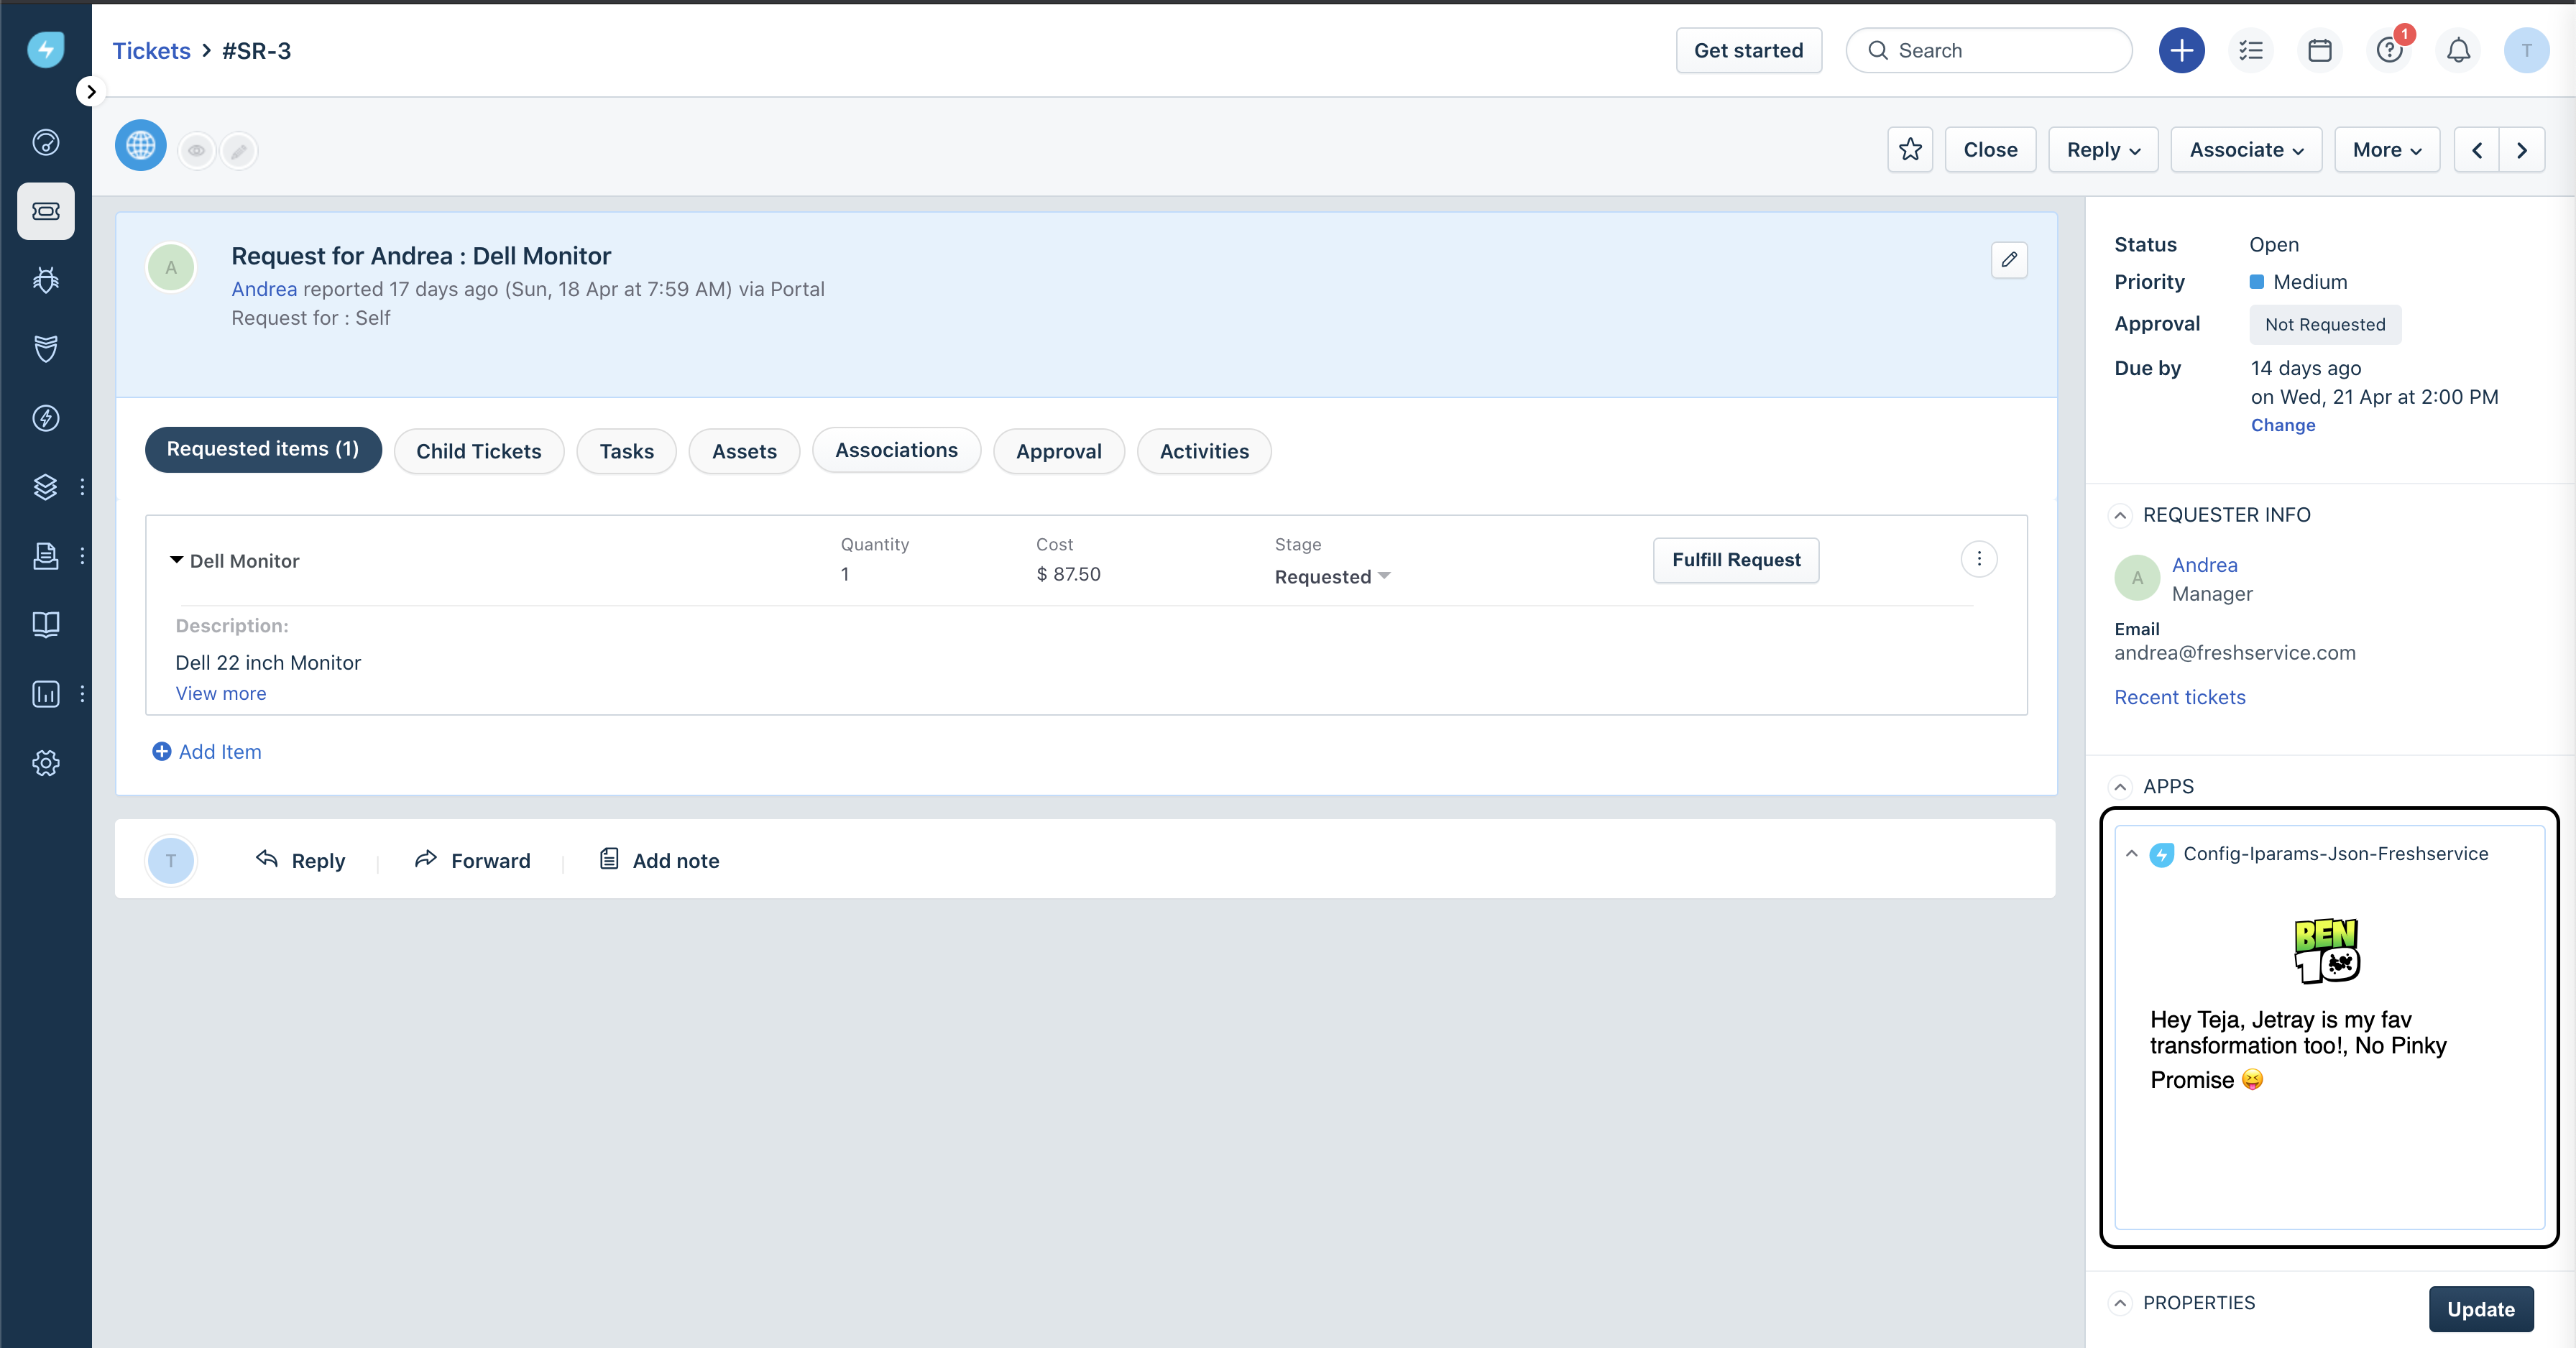 Tickets > #SR-3
Get started
Search
1
T
Close
Reply
Associate
More
A
Request for Andrea : Dell Monitor
Andrea reported 17 days ago (Sun, 18 Apr at 7:59 AM) via Portal
Request for : Self
Requested items (1)
Child Tickets
Tasks
Assets
Associations
Approval
Activities
Dell Monitor
Quantity
1
Cost
$ 87.50
Stage
Requested
Fulfill Request
Description:
Dell 22 inch Monitor
View more
Add Item
T
Reply
Forward
Add note
Status Open
Priority Medium
Approval Not Requested
Due by 14 days ago
on Wed, 21 Apr at 2:00 PM
Change
REQUESTER INFO
A
Andrea
Manager
Email
andrea@freshservice.com
Recent tickets
APPS
Config-Iparams-Json-Freshservice
BEN
10
Hey Teja, Jetray is my fav
transformation too!, No Pinky
Promise 😝
PROPERTIES
Update